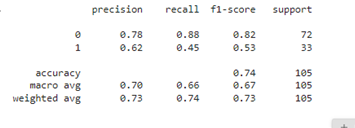 precision recall f1-score support
0 0.78 0.88 0.82 72
1 0.62 0.45 0.53 33
accuracy 0.74 105
macro avg 0.70 0.66 0.67 105
weighted avg 0.73 0.74 0.73 105